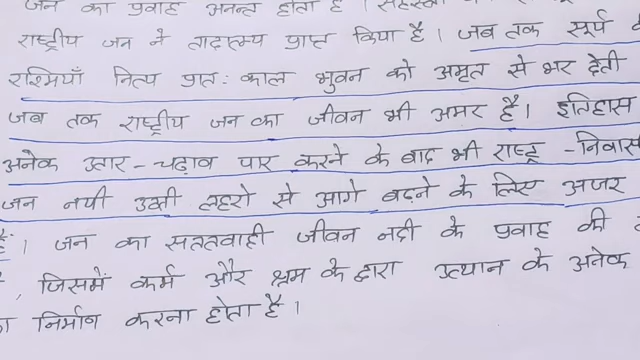 जन का प्रवाह अनन्त होता है । सहस्त्रों
राष्ट्रीय जन ने तादात्म्य प्राप्त किया है । जब तक सूर्य
रश्मियाँ नित्य प्रात: काल भुवन को अमृत से भर देती
जब तक राष्ट्रीय जन का जीवन भी अमर है। इतिहास
अनेक उतार - चढ़ाव पार करने के बाद भी राष्ट्र - निवास
जन नयी उठती लहरो से आगे बढ़ने के लिए अजर
हैं । जन का सततवाही जीवन नदी के प्रवाह की
, जिसमें कर्म और श्रम के द्वारा उत्थान के अनेक
निर्माण करना होता है ।